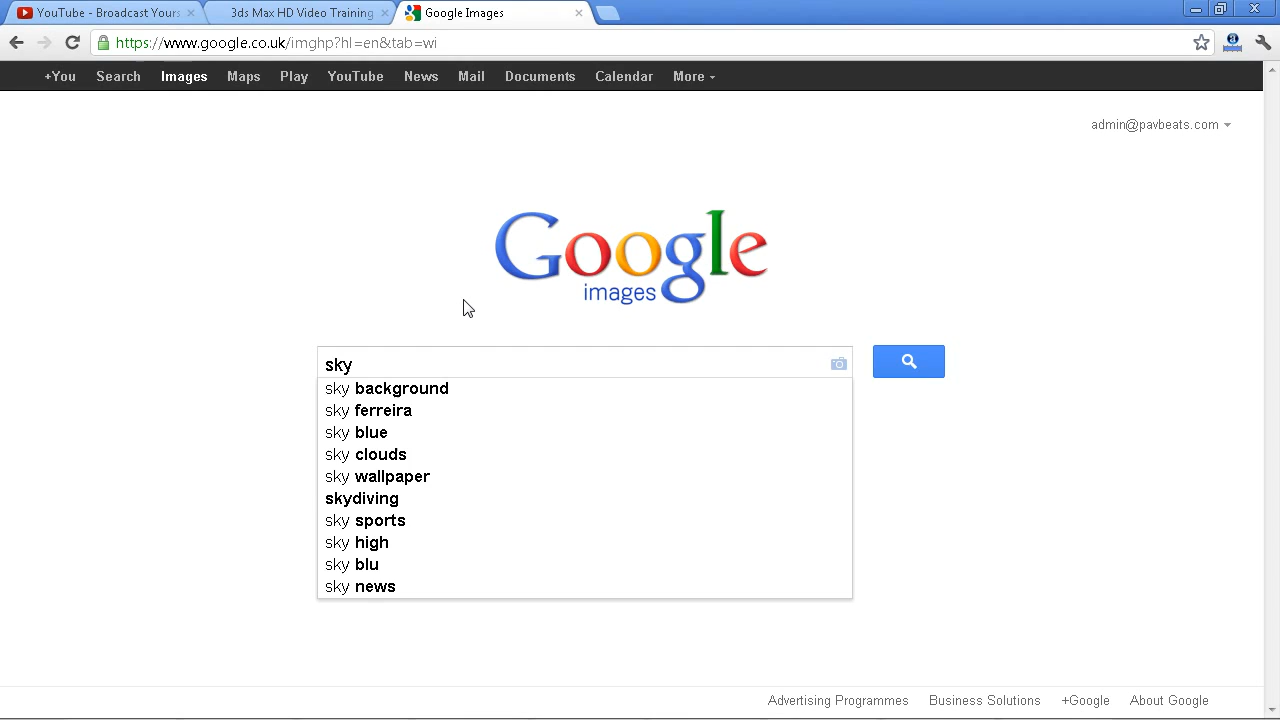 YouTube - Broadcast Yours
3ds Max HD Video Training
Google Images
https://www.google.co.uk/imghp?hl=en&tab=wi
+You Search Images Maps Play YouTube News Mail Documents Calendar More
admin@pavbeats.com
Google
images
sky
sky background
sky ferreira
sky blue
sky clouds
sky wallpaper
skydiving
sky sports
sky high
sky blu
sky news
Advertising Programmes Business Solutions +Google About Google